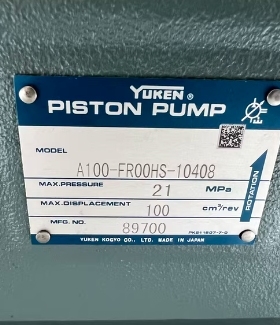 YUKEN®
PISTON PUMP
MODEL
A100-FR00HS-10408
MAX.PRESSURE 21 MPa
MAX.DISPLACEMENT 100 cm³/rev
MFG. NO. 89700
YUKEN KOGYO CO., LTD. MADE IN JAPAN
ROTATION